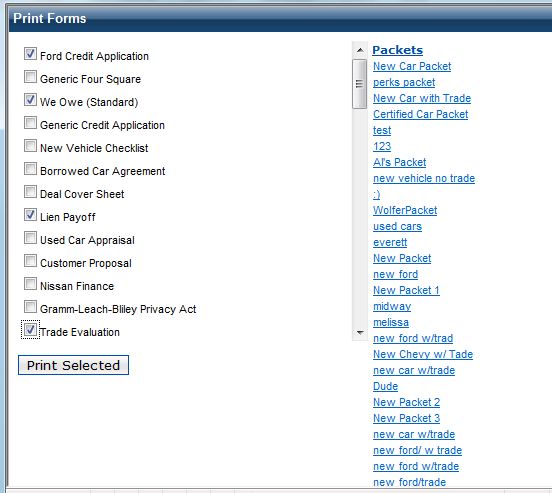 Print Forms
Ford Credit Application
Generic Four Square
We Owe (Standard)
Generic Credit Application
New Vehicle Checklist
Borrowed Car Agreement
Deal Cover Sheet
Lien Payoff
Used Car Appraisal
Customer Proposal
Nissan Finance
Gramm-Leach-Bliley Privacy Act
Trade Evaluation
Print Selected
Packets
New Car Packet
perks packet
New Car with Trade
Certified Car Packet
test
123
Al's Packet
new vehicle no trade
:)
WolferPacket
used cars
everett
New Packet
new ford
New Packet 1
midway
melissa
new ford w/trad
New Chevy w/ Tade
new car w/trade
Dude
New Packet 2
New Packet 3
new car w/trade
new ford/ w trade
new ford w/trade
new ford/trade